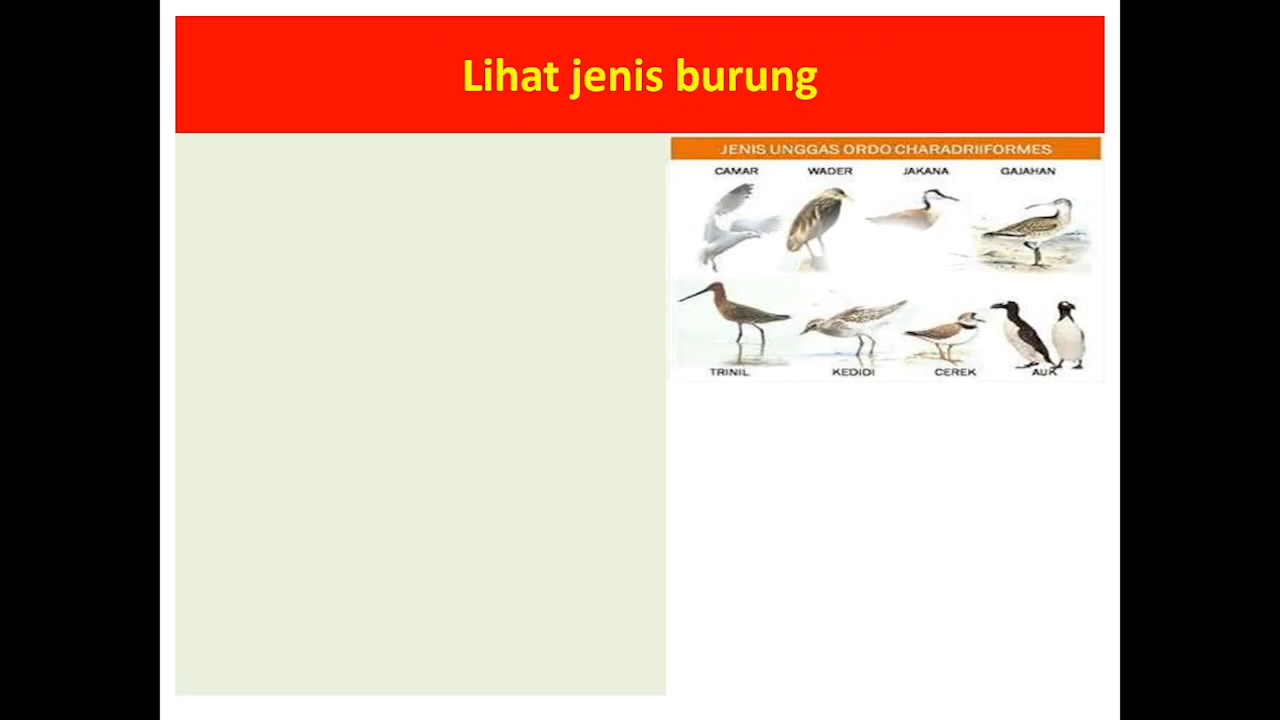 Lihat jenis burung
JENIS UNGGAS ORDO CHARADRIIFORMES
CAMAR WADER JAKANA GAJAHAN
TRINIL KEDIDI CEREK AUK